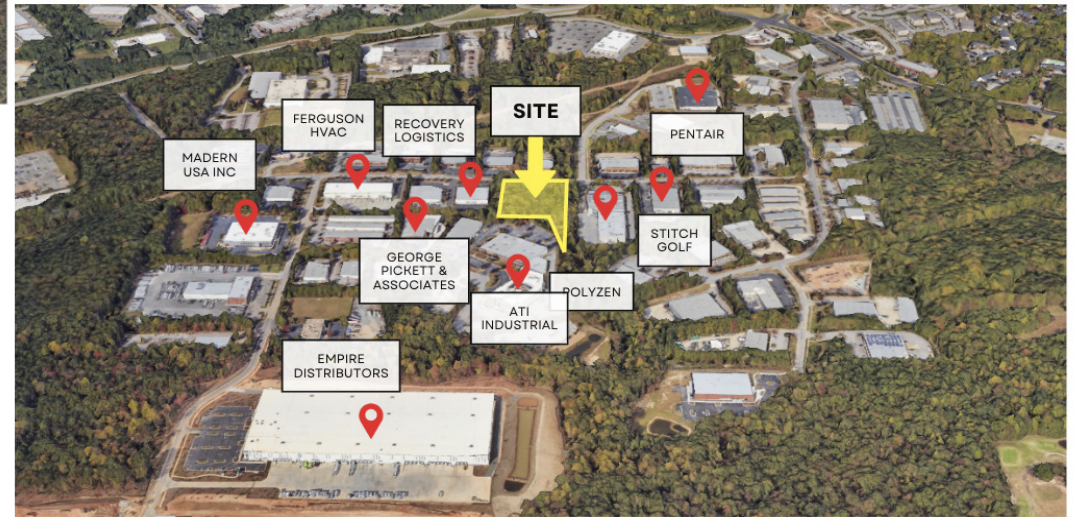 SITE
FERGUSON
HVAC
RECOVERY
LOGISTICS
PENTAIR
MADERN
USA INC
STITCH
GOLF
GEORGE
PICKETT &
ASSOCIATES
POLYZEN
ATI
INDUSTRIAL
EMPIRE
DISTRIBUTORS